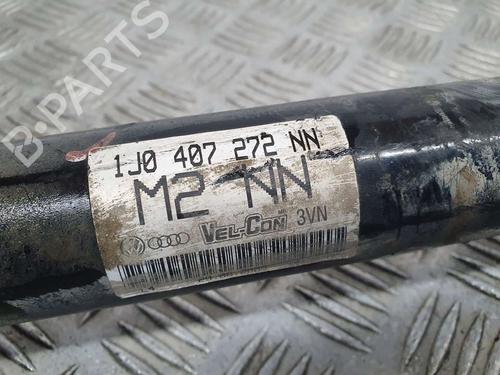 B-PARTS
1J0 407 272 NN
M2 NN
VEL-CON 3VN